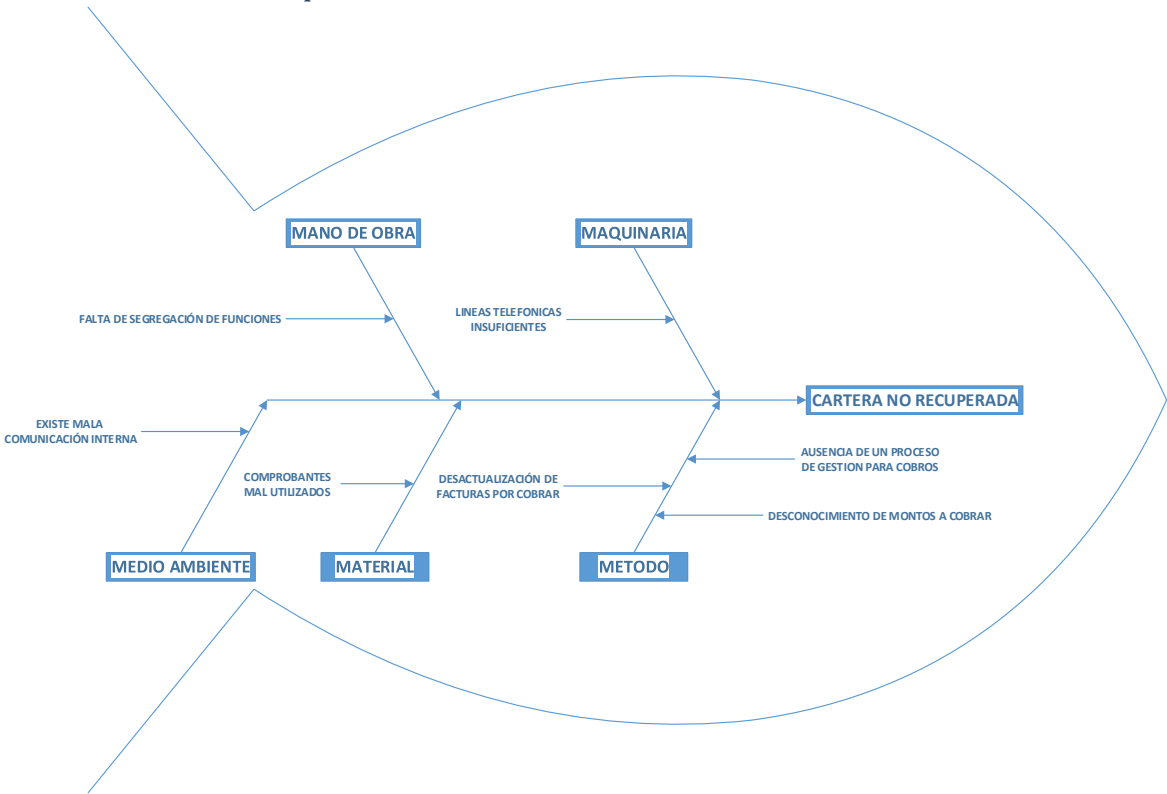 MANO DE OBRA
MAQUINARIA
FALTA DE SEGREGACIÓN DE FUNCIONES
LINEAS TELEFONICAS
INSUFICIENTES
CARTERA NO RECUPERADA
EXISTE MALA
COMUNICACIÓN INTERNA
AUSENCIA DE UN PROCESO
DE GESTION PARA COBROS
COMPROBANTES
MAL UTILIZADOS
DESACTUALIZACIÓN DE
FACTURAS POR COBRAR
DESCONOCIMIENTO DE MONTOS A COBRAR
MEDIO AMBIENTE
MATERIAL
METODO